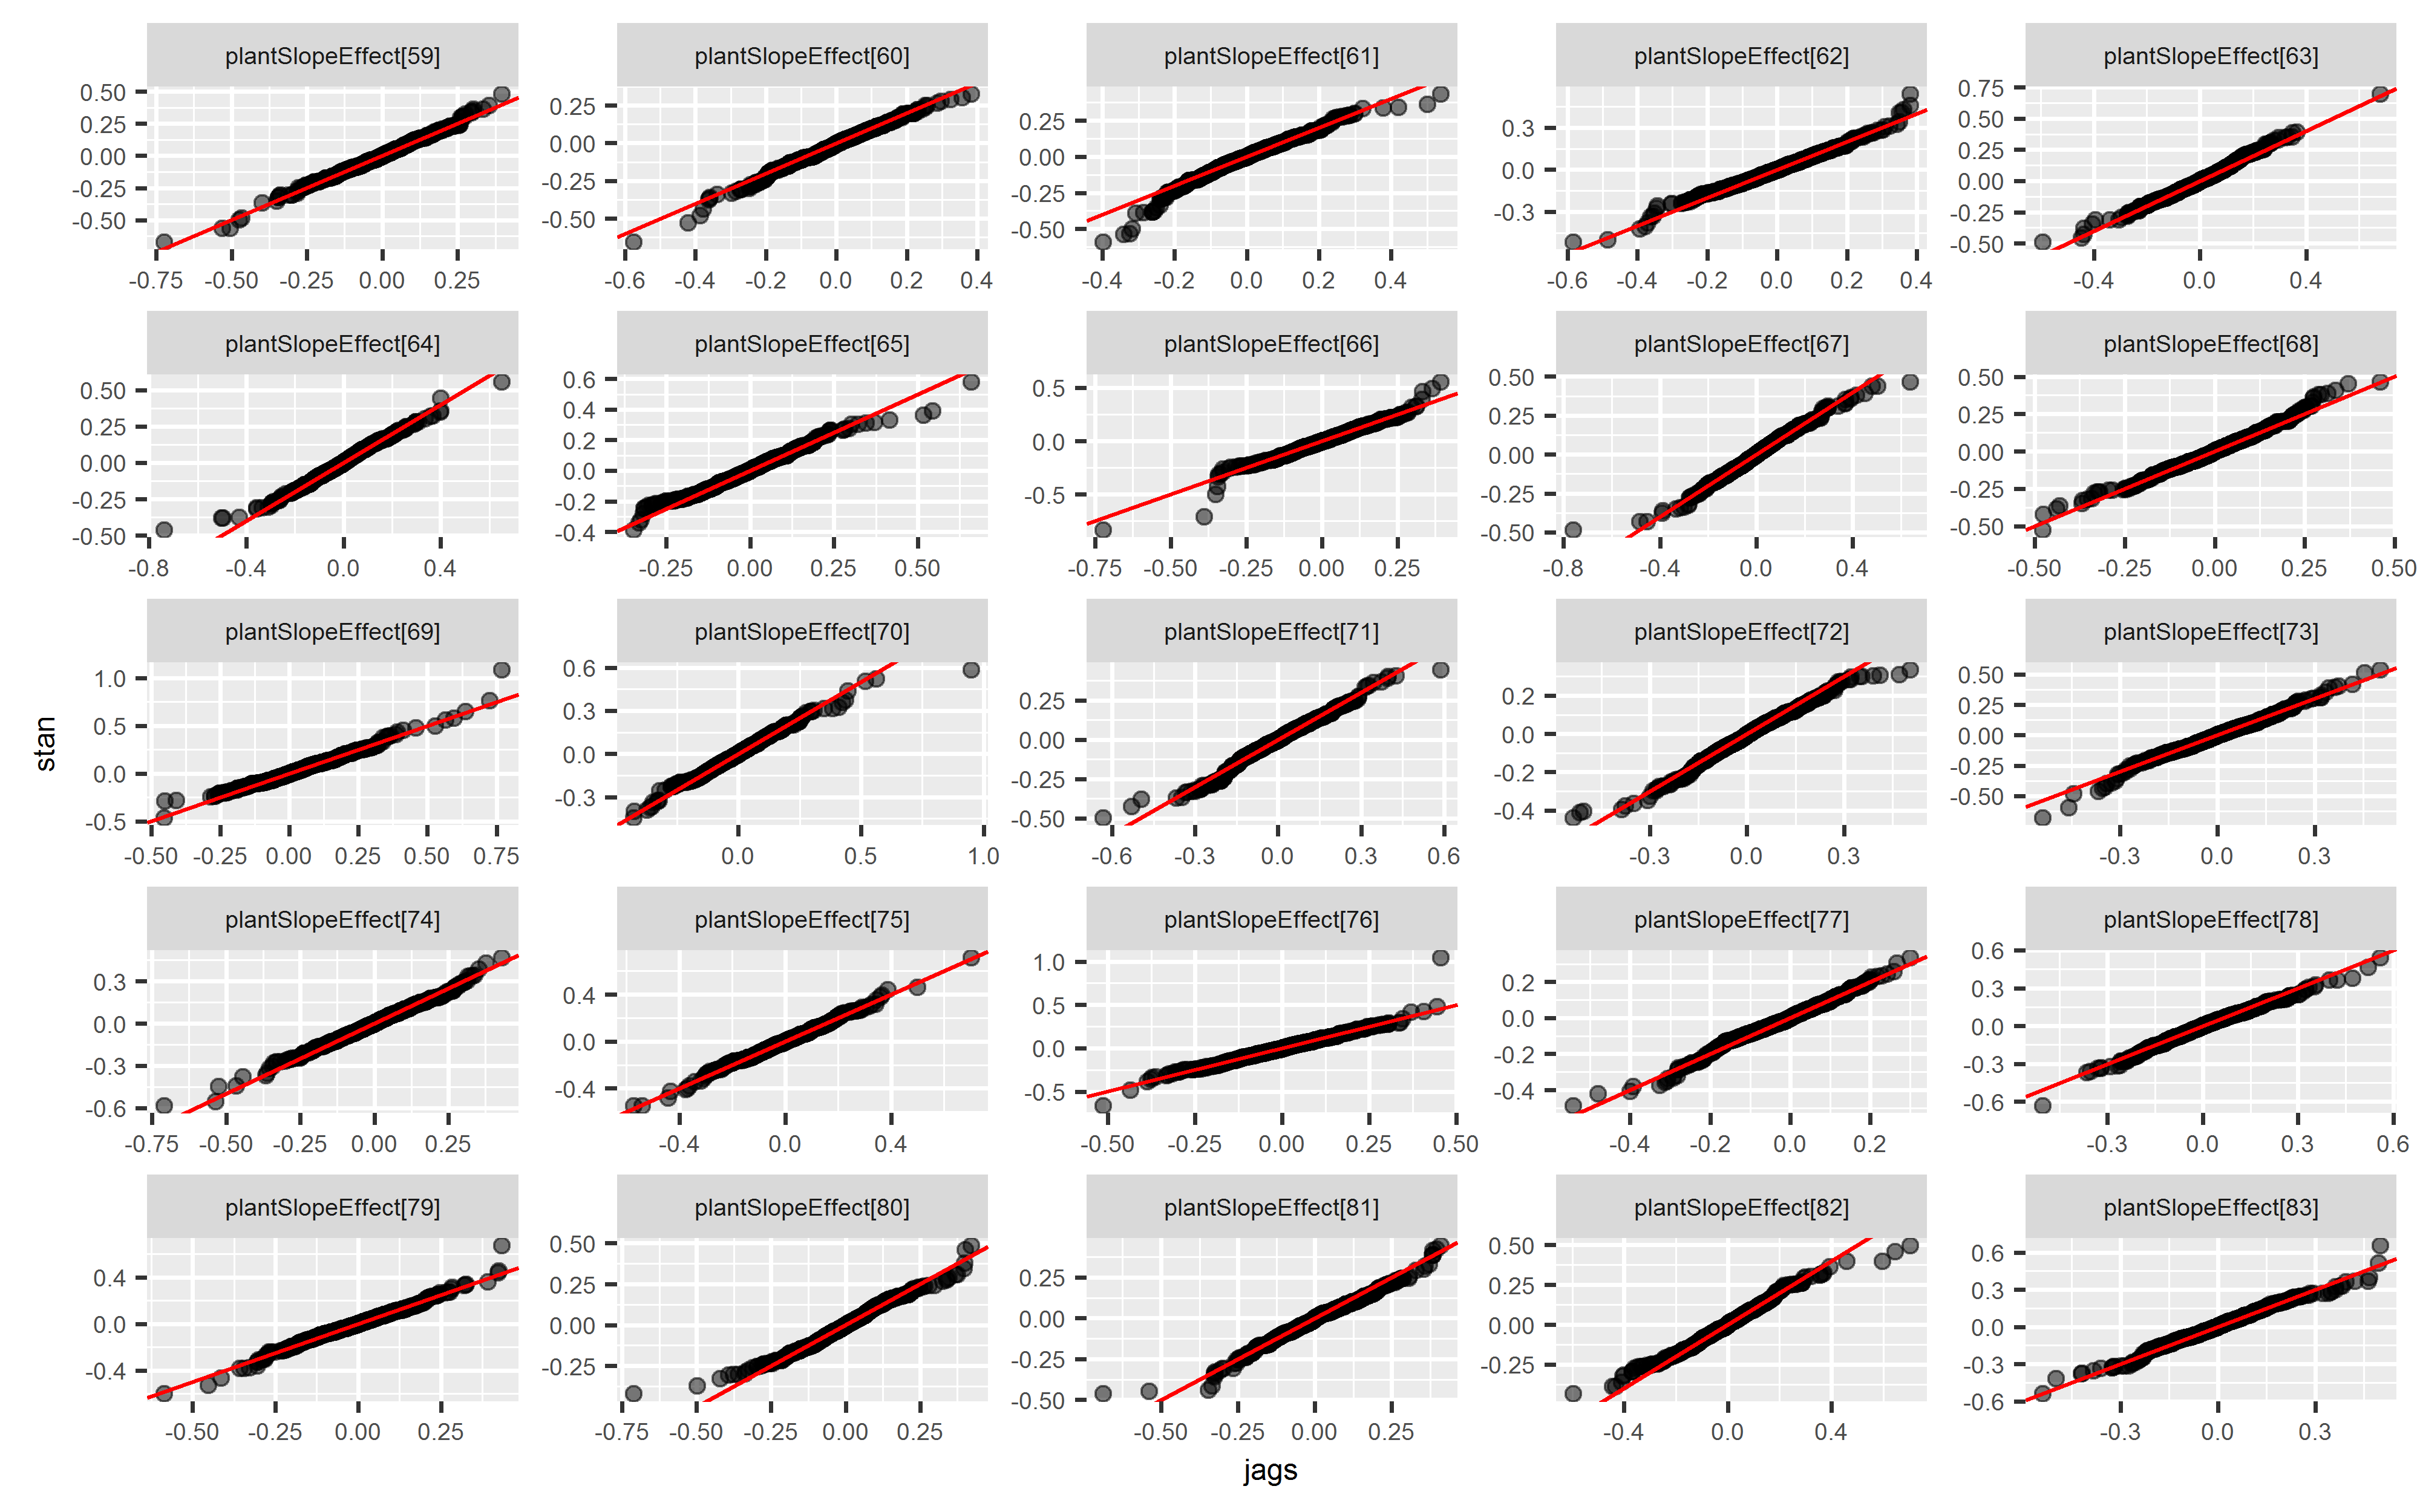 plantSlopeEffect[59] plantSlopeEffect[60] plantSlopeEffect[61] plantSlopeEffect[62] plantSlopeEffect[63]
0.50 0.25 0.00 -0.25 -0.50
0.25 0.00 -0.25 -0.50
0.25 0.00 -0.25 -0.50
0.3 0.0 -0.3
0.75 0.50 0.25 0.00 -0.25 -0.50
-0.75 -0.50 -0.25 0.00 0.25
-0.6 -0.4 -0.2 0.0 0.2 0.4
-0.4 -0.2 0.0 0.2 0.4
-0.6 -0.4 -0.2 0.0 0.2 0.4
-0.4 0.0 0.4
plantSlopeEffect[64] plantSlopeEffect[65] plantSlopeEffect[66] plantSlopeEffect[67] plantSlopeEffect[68]
0.50 0.25 0.00 -0.25 -0.50
0.6 0.4 0.2 0.0 -0.2 -0.4
0.5 0.0 -0.5
0.50 0.25 0.00 -0.25 -0.50
0.50 0.25 0.00 -0.25 -0.50
-0.8 -0.4 0.0 0.4
-0.25 0.00 0.25 0.50
-0.75 -0.50 -0.25 0.00 0.25
-0.8 -0.4 0.0 0.4
-0.50 -0.25 0.00 0.25 0.50
plantSlopeEffect[69] plantSlopeEffect[70] plantSlopeEffect[71] plantSlopeEffect[72] plantSlopeEffect[73]
1.0 0.5 0.0 -0.5
0.6 0.3 0.0 -0.3
0.25 0.00 -0.25 -0.50
0.2 0.0 -0.2 -0.4
0.50 0.25 0.00 -0.25 -0.50
-0.50 -0.25 0.00 0.25 0.50 0.75
0.0 0.5 1.0
-0.6 -0.3 0.0 0.3 0.6
-0.3 0.0 0.3
-0.3 0.0 0.3
stan
plantSlopeEffect[74] plantSlopeEffect[75] plantSlopeEffect[76] plantSlopeEffect[77] plantSlopeEffect[78]
0.3 0.0 -0.3 -0.6
0.4 0.0 -0.4
1.0 0.5 0.0 -0.5
0.2 0.0 -0.2 -0.4
0.6 0.3 0.0 -0.3 -0.6
-0.75 -0.50 -0.25 0.00 0.25
-0.4 0.0 0.4
-0.50 -0.25 0.00 0.25 0.50
-0.4 -0.2 0.0 0.2
-0.3 0.0 0.3 0.6
plantSlopeEffect[79] plantSlopeEffect[80] plantSlopeEffect[81] plantSlopeEffect[82] plantSlopeEffect[83]
0.4 0.0 -0.4
0.50 0.25 0.00 -0.25
0.25 0.00 -0.25 -0.50
0.50 0.25 0.00 -0.25
0.6 0.3 0.0 -0.3 -0.6
-0.50 -0.25 0.00 0.25
-0.75 -0.50 -0.25 0.00 0.25
-0.50 -0.25 0.00 0.25
-0.4 0.0 0.4
-0.3 0.0 0.3
jags